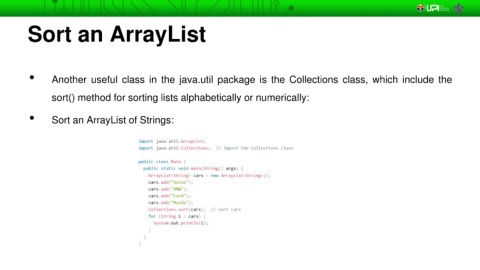 UPI
Sort an ArrayList
• Another useful class in the java.util package is the Collections class, which include the
sort() method for sorting lists alphabetically or numerically:
• Sort an ArrayList of Strings:
import java.util.ArrayList;
import java.util.Collections;  // Import the Collections class
public class Main {
public static void main(String[] args) {
ArrayList<String> cars = new ArrayList<String>();
cars.add("Volvo");
cars.add("BMW");
cars.add("Ford");
cars.add("Mazda");
Collections.sort(cars);  // Sort cars
for (String i : cars) {
System.out.println(i);
}
}
}